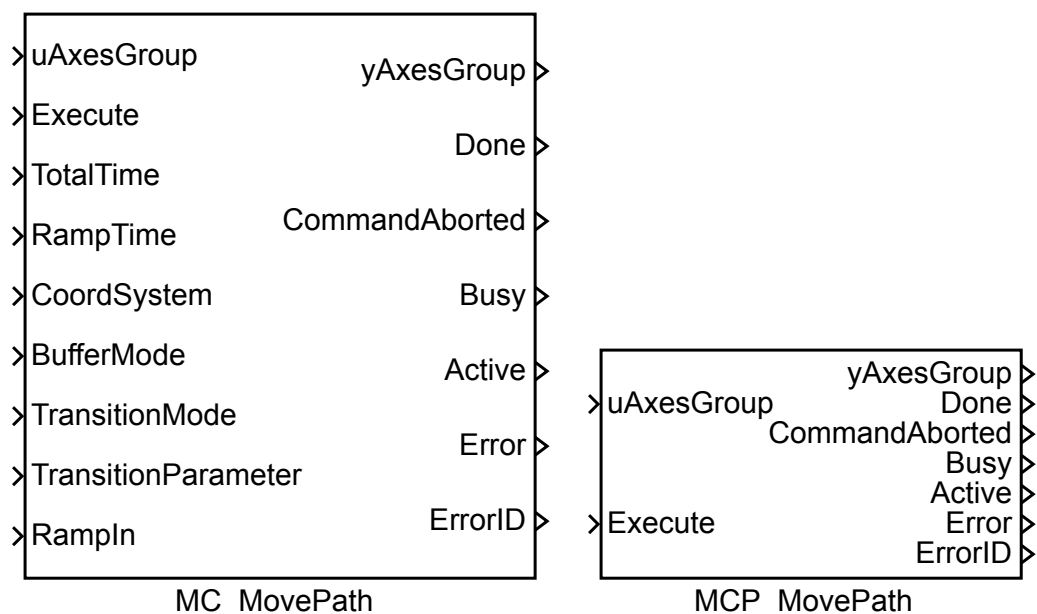 uAxesGroup
Execute
TotalTime
RampTime
CoordSystem
BufferMode
TransitionMode
TransitionParameter
RampIn
yAxesGroup
Done
CommandAborted
Busy
Active
Error
ErrorID
MC_MovePath
uAxesGroup
Execute
yAxesGroup
Done
CommandAborted
Busy
Active
Error
ErrorID
MCP_MovePath